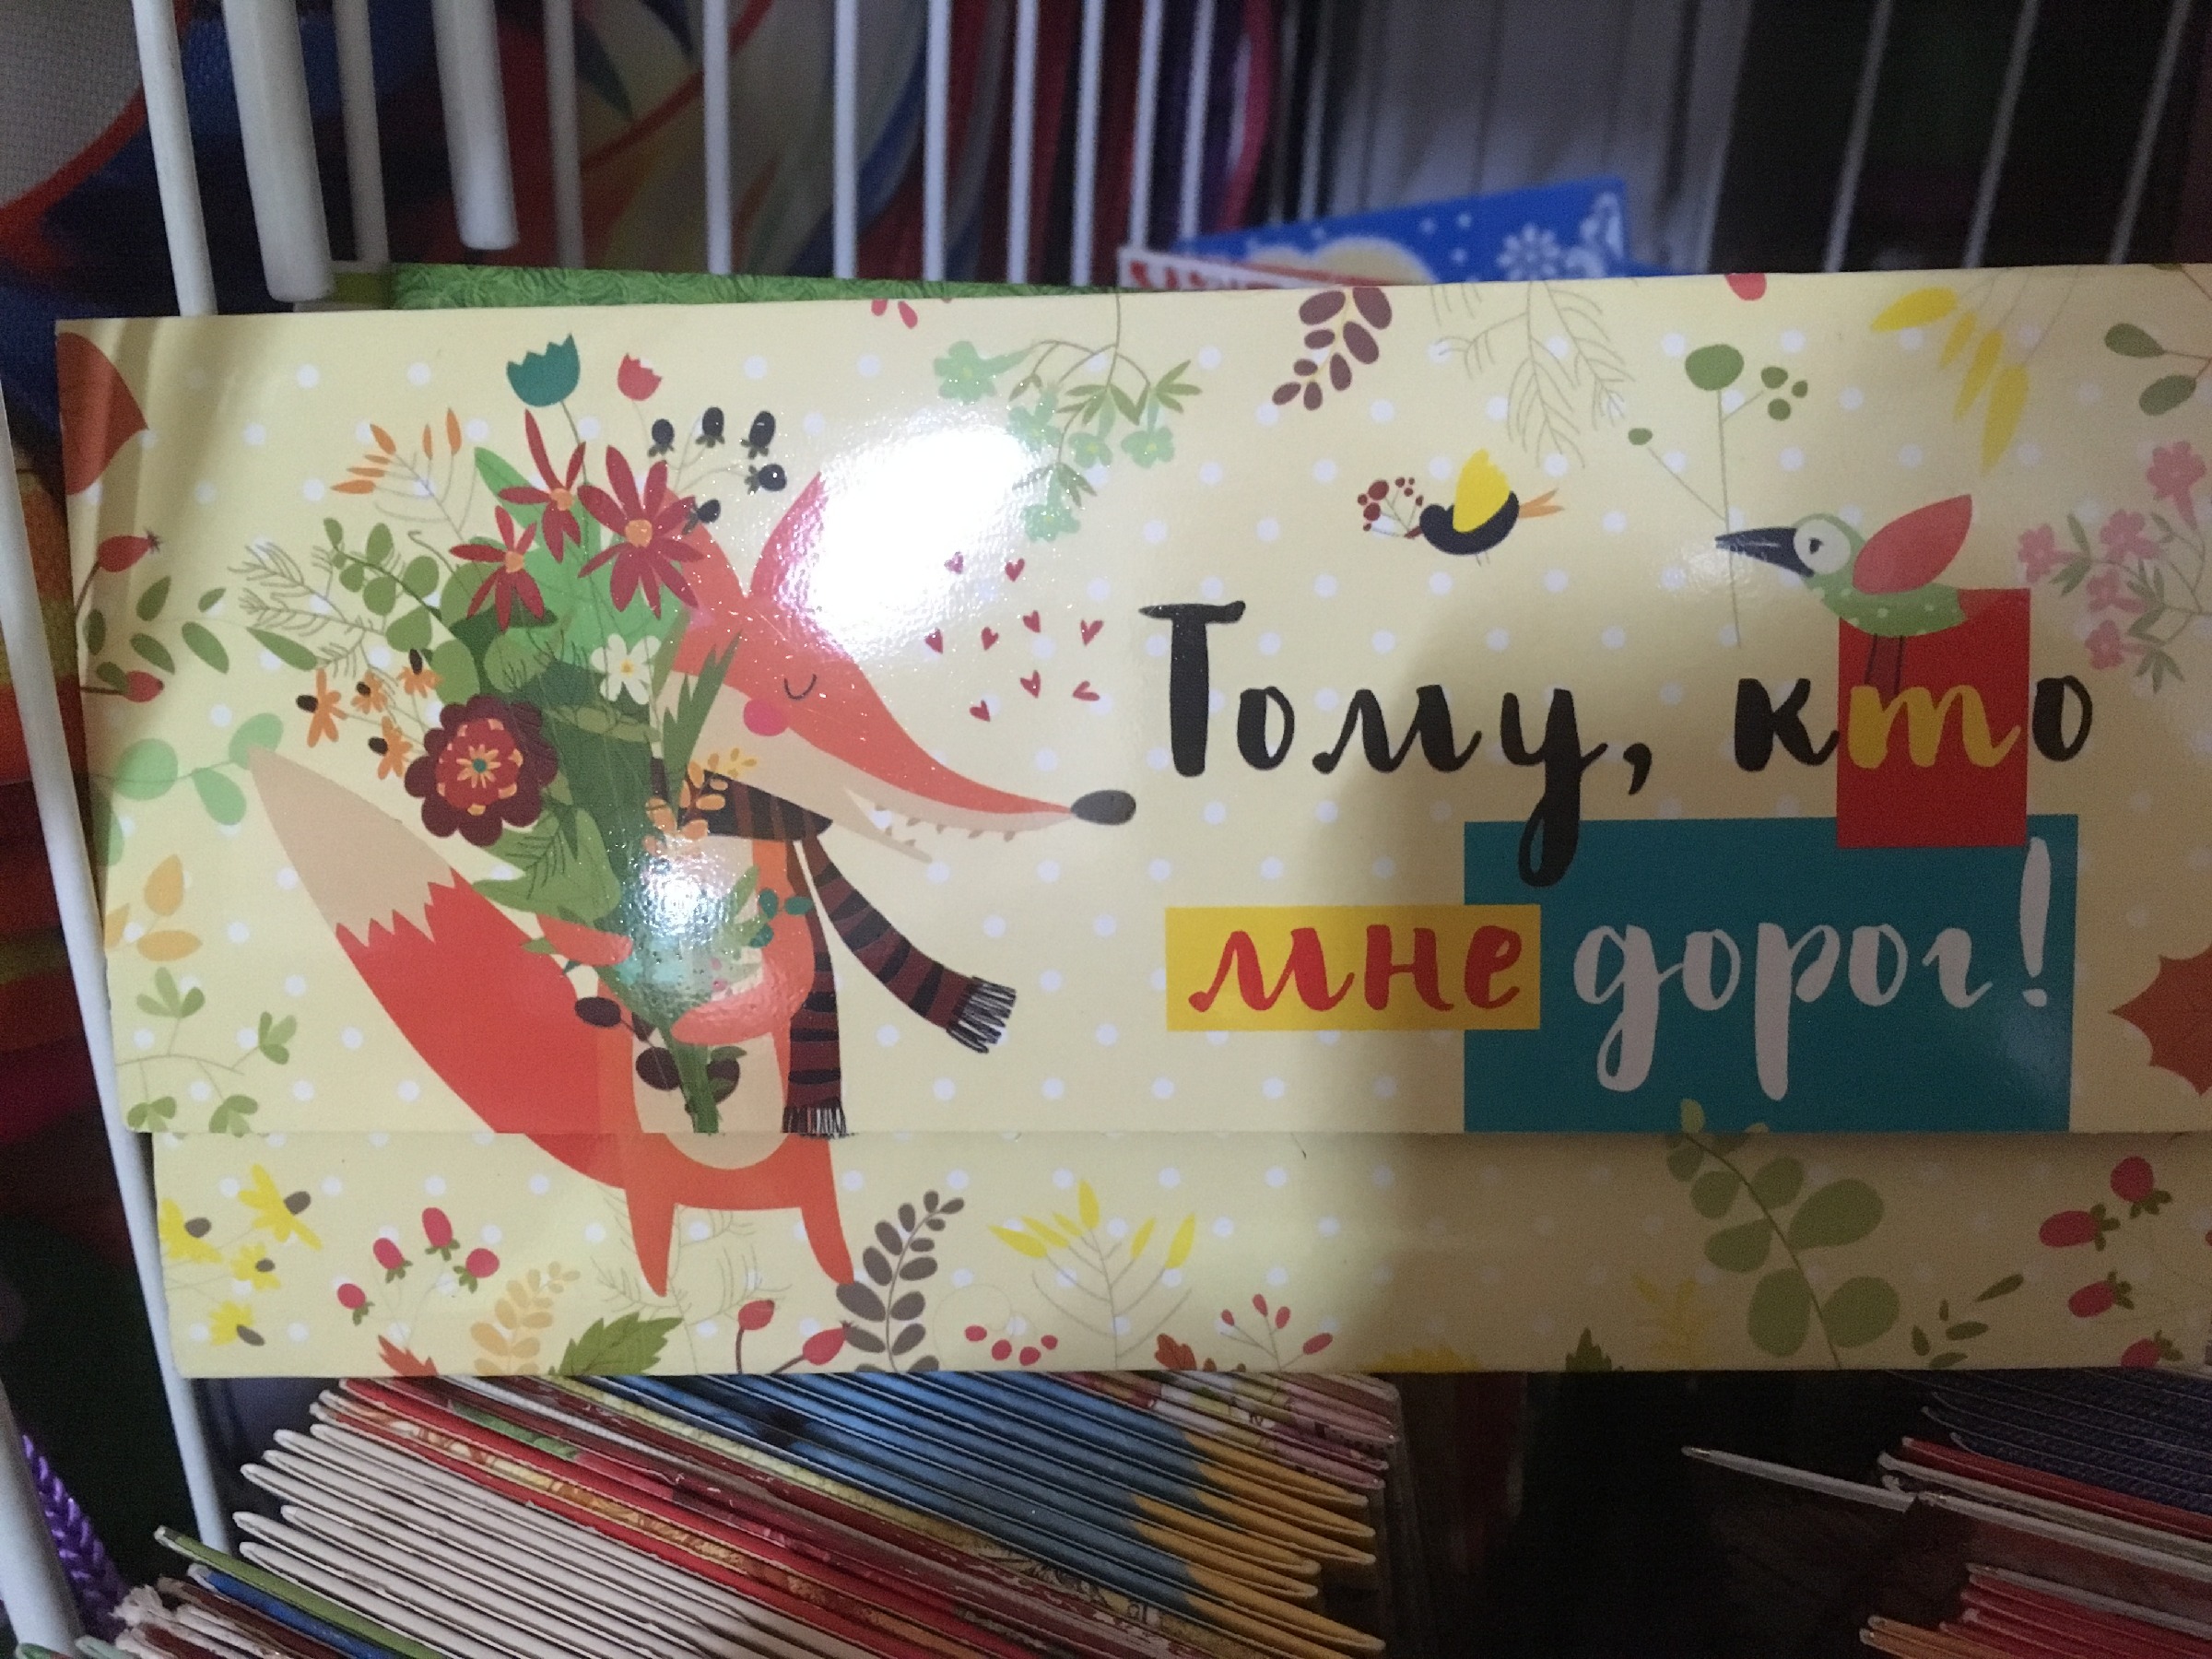 Тому, кто
мне дорог!